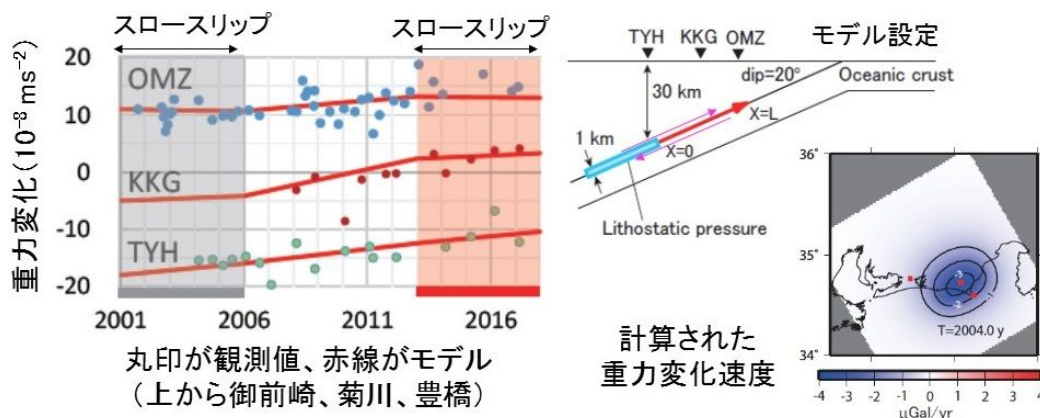 スロースリップ
スロースリップ
重力変化(10⁻⁸ ms⁻²)
20
10
0
-10
-20
OMZ
KKG
TYH
2001
2006
2011
2016
丸印が観測値、赤線がモデル
(上から御前崎、菊川、豊橋)
TYH KKG OMZ
モデル設定
dip=20°
Oceanic crust
30 km
X=L
1 km
X=0
Lithostatic pressure
36°
35°
34°
-3
-2
T=2004.0 y
計算された
重力変化速度
-4 -3 -2 -1 0 1 2 3 4
μGal/yr